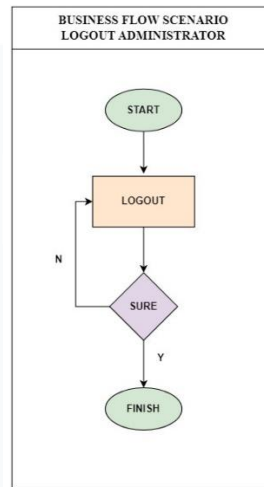 BUSINESS FLOW SCENARIO
LOGOUT ADMINISTRATOR
START
LOGOUT
N
SURE
Y
FINISH